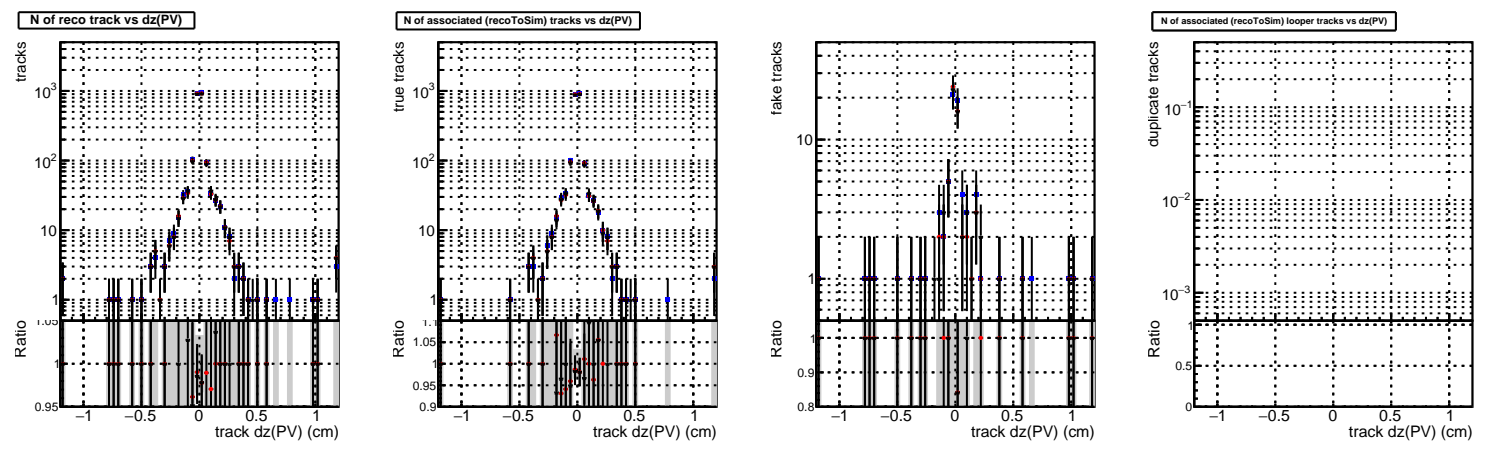 N of reco track vs dz(PV)
tracks
10³
10²
10
1
Ratio
1.05
1
0.95
−1 −0.5 0 0.5 1
track dz(PV) (cm)
N of associated (recoToSim) tracks vs dz(PV)
true tracks
10³
10²
10
1
Ratio
1.1
1.05
1
0.95
0.9
−1 −0.5 0 0.5 1
track dz(PV) (cm)
fake tracks
10
1
Ratio
1
0.9
0.8
−1 −0.5 0 0.5 1
track dz(PV) (cm)
N of associated (recoToSim) looper tracks vs dz(PV)
duplicate tracks
10⁻¹
10⁻²
10⁻³
Ratio
1
0.5
0
−1 −0.5 0 0.5 1
track dz(PV) (cm)